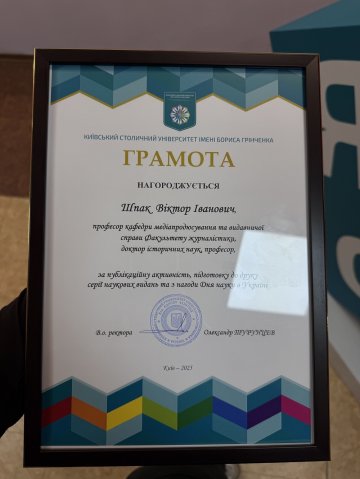 КИЇВСЬКИЙ СТОЛИЧНИЙ УНІВЕРСИТЕТ ІМЕНІ БОРИСА ГРІНЧЕНКА
ГРАМОТА
НАГОРОДЖУЄТЬСЯ
Шпак Віктор Іванович,
професор кафедри медіапродюсування та видавничої
справи Факультету журналістики,
доктор історичних наук, професор,
за публікаційну активність, підготовку до друку
серії наукових видань та з нагоди Дня науки в Україні
В.о. ректора
Олександр ТУРУНЦЕВ
Київ – 2025